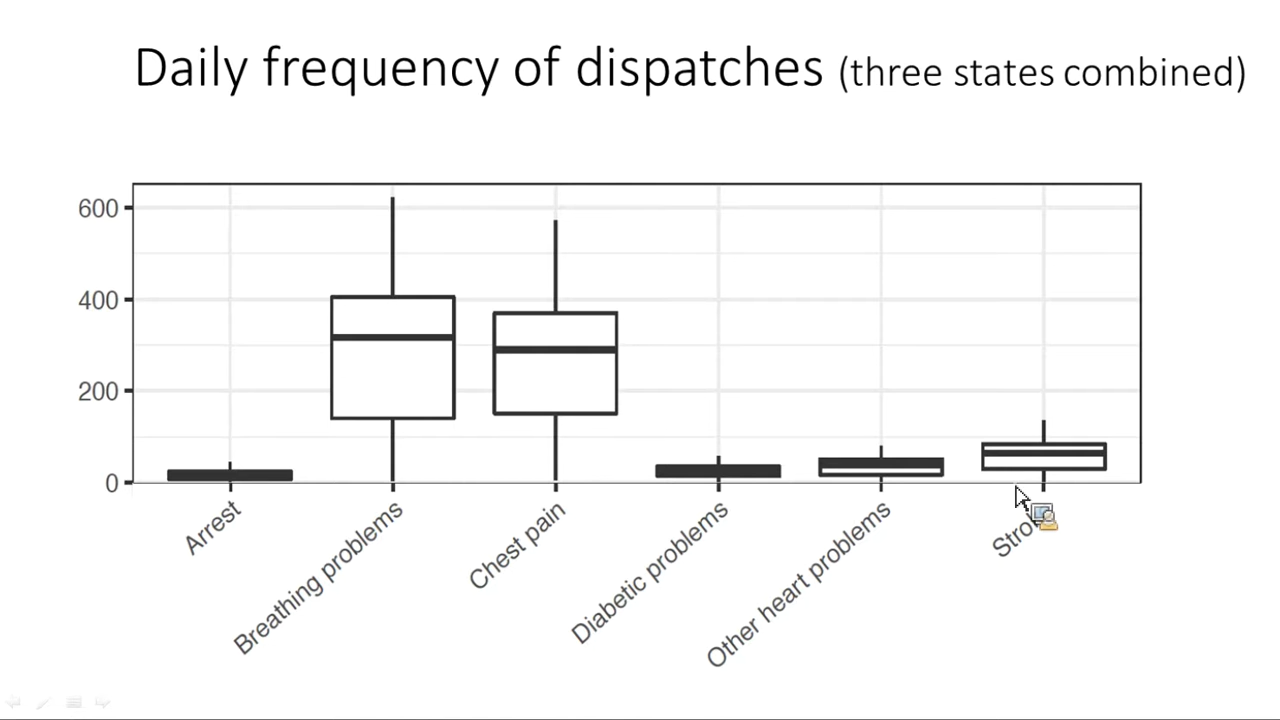 Daily frequency of dispatches (three states combined)
600
400
200
0
Arrest
Breathing problems
Chest pain
Diabetic problems
Other heart problems